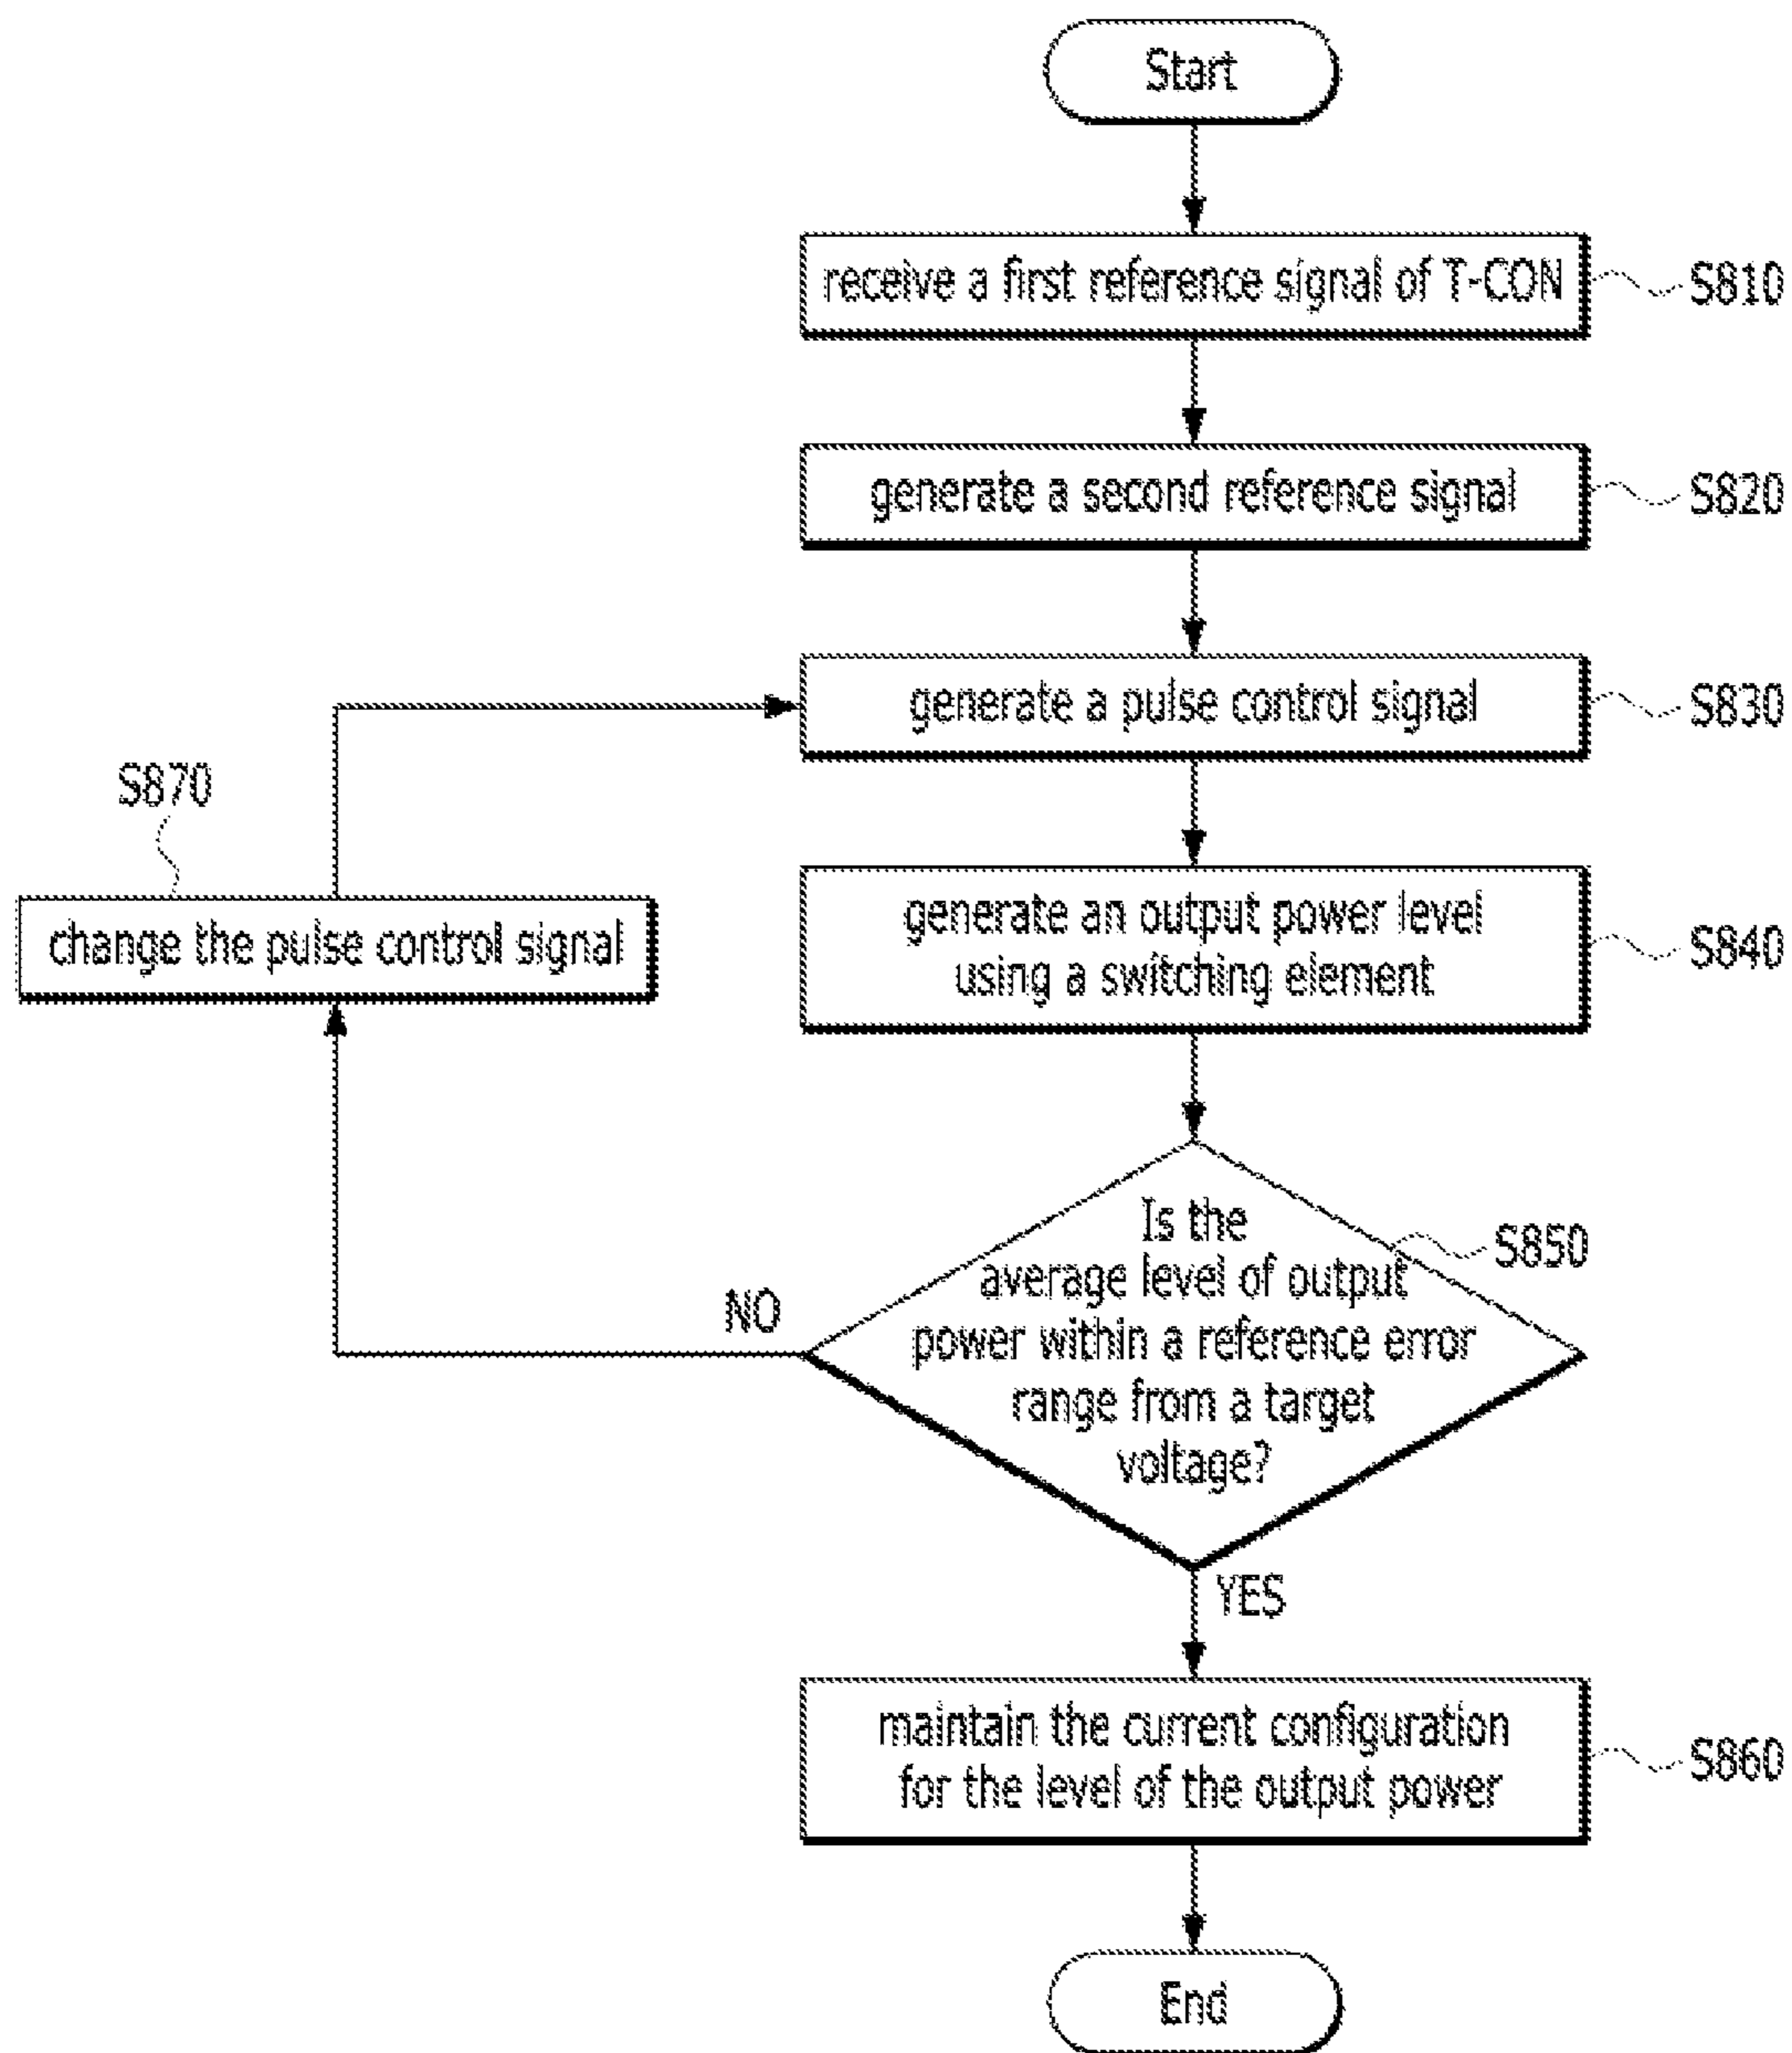 Start
receive a first reference signal of T-CON
S810
generate a second reference signal
S820
generate a pulse control signal
S830
S870
change the pulse control signal
generate an output power level
using a switching element
S840
Is the
average level of output
power within a reference error
range from a target
voltage?
S850
NO
YES
maintain the current configuration
for the level of the output power
S860
End